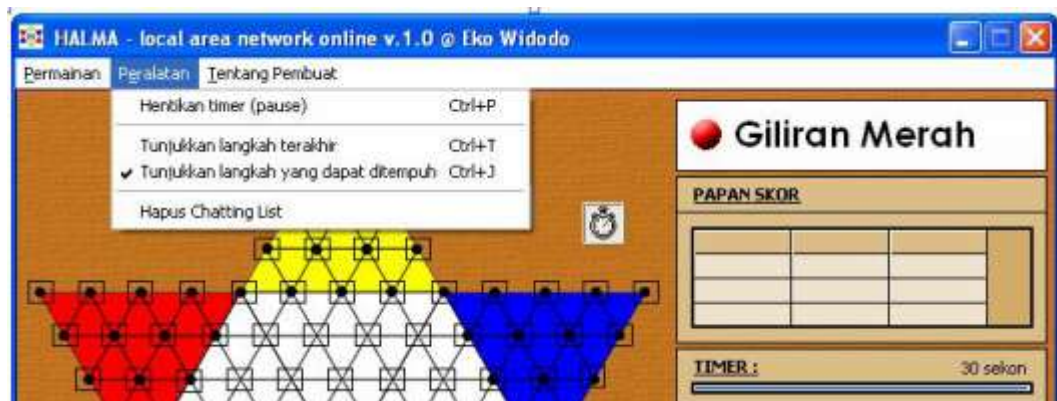 HALMA - local area network online v.1.0 @ Eko Widodo
Permainan Peralatan Tentang Pembuat
Hentikan timer (pause) Ctrl+P
Tunjukkan langkah terakhir Ctrl+T
Tunjukkan langkah yang dapat ditempuh Ctrl+J
Hapus Chatting List
Giliran Merah
PAPAN SKOR
TIMER : 30 sekon